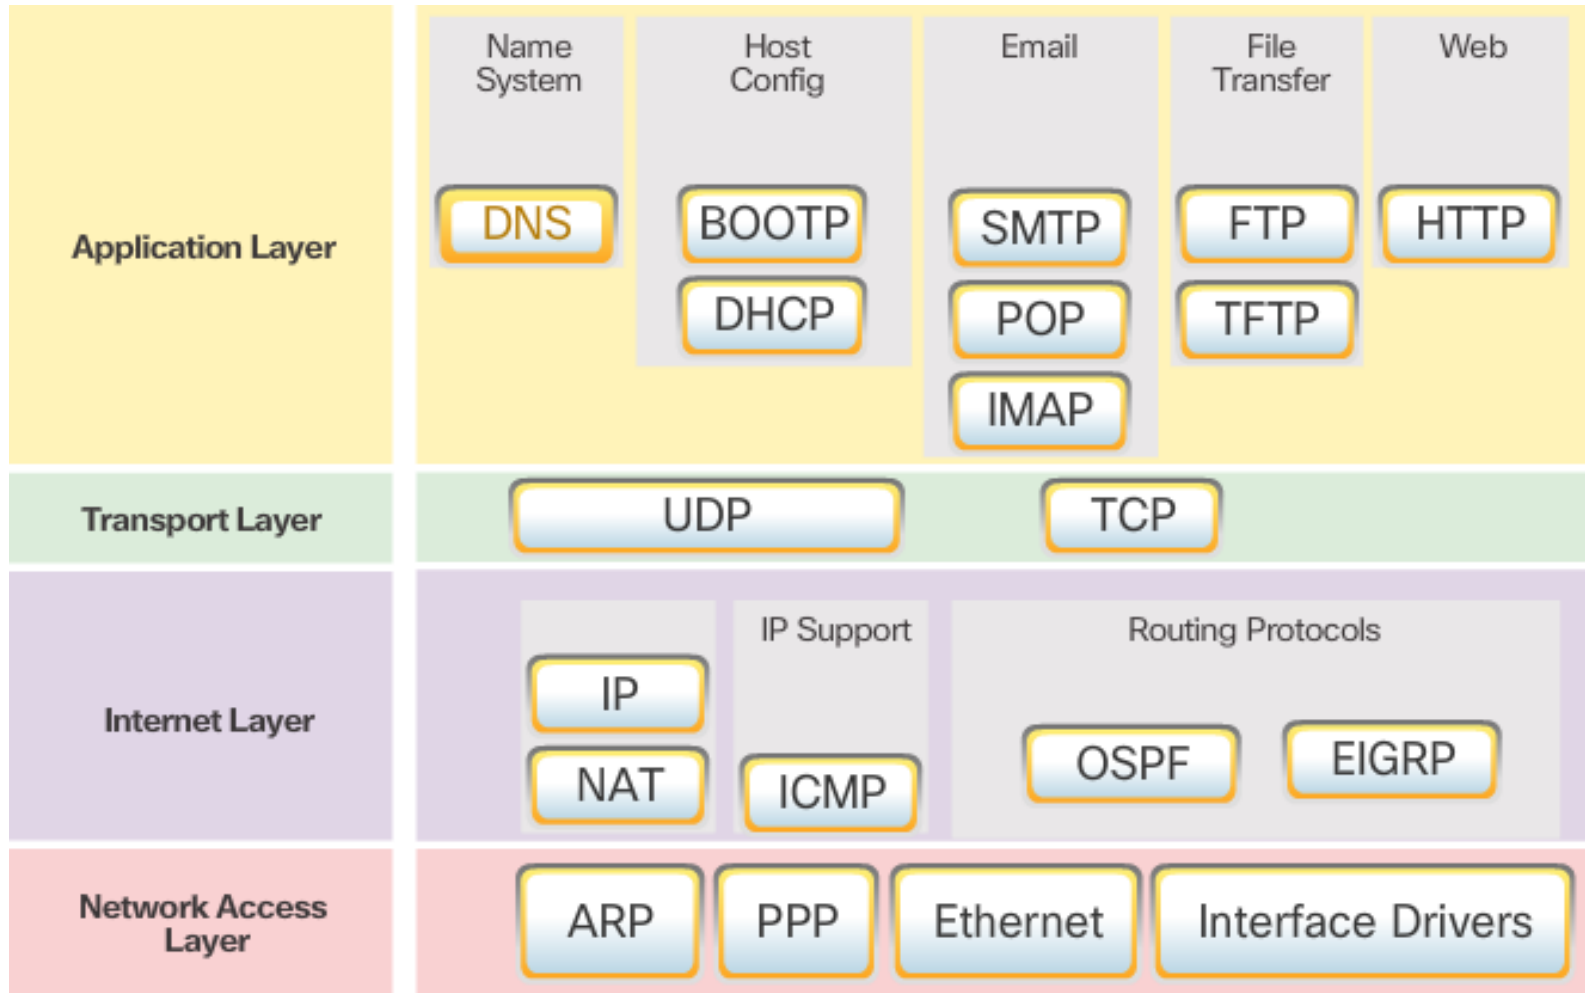 Application Layer
Name
System
DNS
Host
Config
BOOTP
DHCP
Email
SMTP
POP
IMAP
File
Transfer
FTP
TFTP
Web
HTTP
Transport Layer
UDP
TCP
Internet Layer
IP
NAT
IP Support
ICMP
Routing Protocols
OSPF
EIGRP
Network Access
Layer
ARP
PPP
Ethernet
Interface Drivers